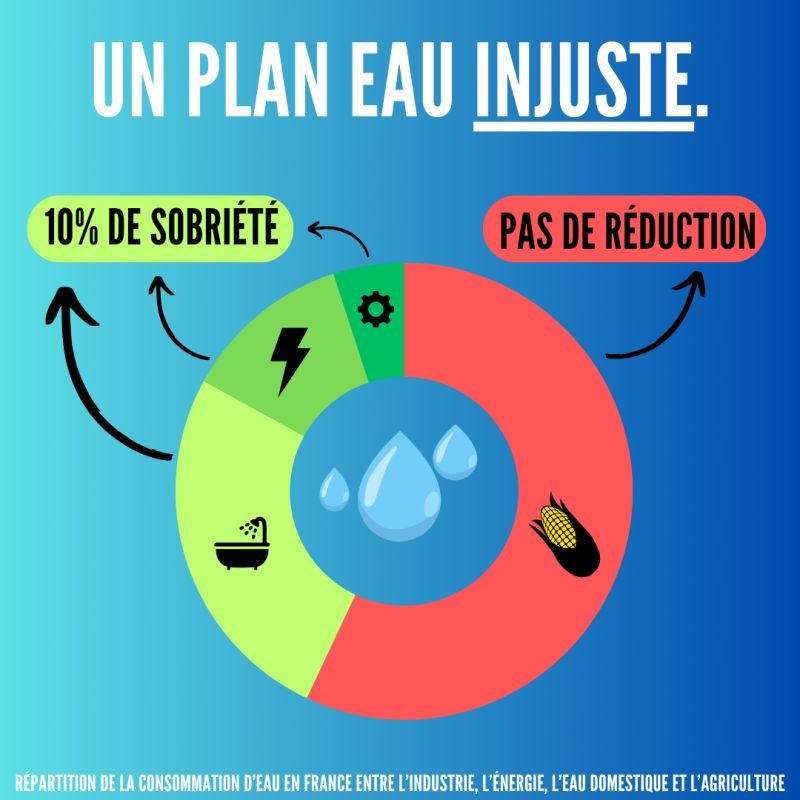 UN PLAN EAU INJUSTE.
10% DE SOBRIÉTÉ
PAS DE RÉDUCTION
RÉPARTITION DE LA CONSOMMATION D'EAU EN FRANCE ENTRE L'INDUSTRIE, L'ÉNERGIE, L'EAU DOMESTIQUE ET L'AGRICULTURE